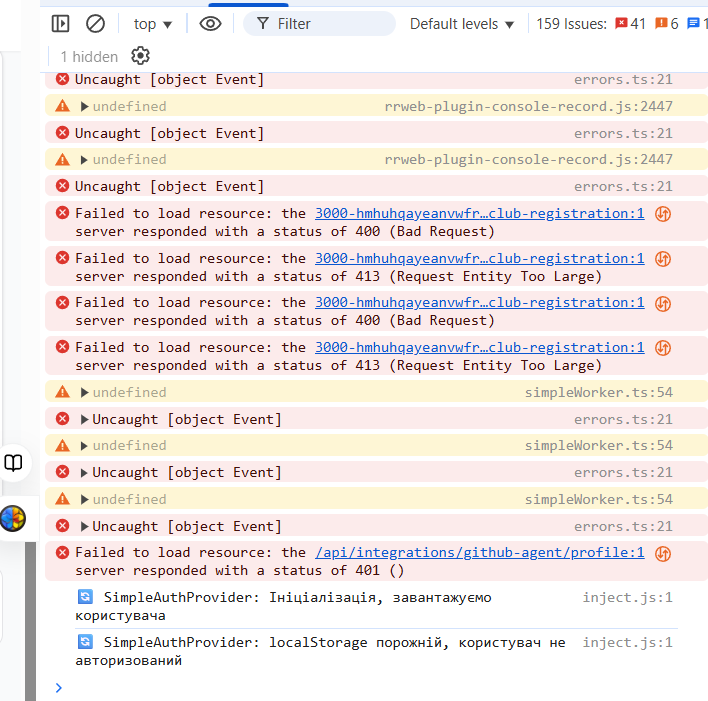 top ▼ Filter Default levels ▼ 159 Issues: 41 6 1
1 hidden
Uncaught [object Event] errors.ts:21
undefined rrweb-plugin-console-record.js:2447
Uncaught [object Event] errors.ts:21
undefined rrweb-plugin-console-record.js:2447
Uncaught [object Event] errors.ts:21
Failed to load resource: the 3000-hmhuhqayeanvwfr…club-registration:1
server responded with a status of 400 (Bad Request)
Failed to load resource: the 3000-hmhuhqayeanvwfr…club-registration:1
server responded with a status of 413 (Request Entity Too Large)
Failed to load resource: the 3000-hmhuhqayeanvwfr…club-registration:1
server responded with a status of 400 (Bad Request)
Failed to load resource: the 3000-hmhuhqayeanvwfr…club-registration:1
server responded with a status of 413 (Request Entity Too Large)
undefined simpleWorker.ts:54
Uncaught [object Event] errors.ts:21
undefined simpleWorker.ts:54
Uncaught [object Event] errors.ts:21
undefined simpleWorker.ts:54
Uncaught [object Event] errors.ts:21
Failed to load resource: the /api/integrations/github-agent/profile:1
server responded with a status of 401 ()
SimpleAuthProvider: Ініціалізація, завантажуємо inject.js:1
користувача
SimpleAuthProvider: localStorage порожній, користувач не inject.js:1
авторизований